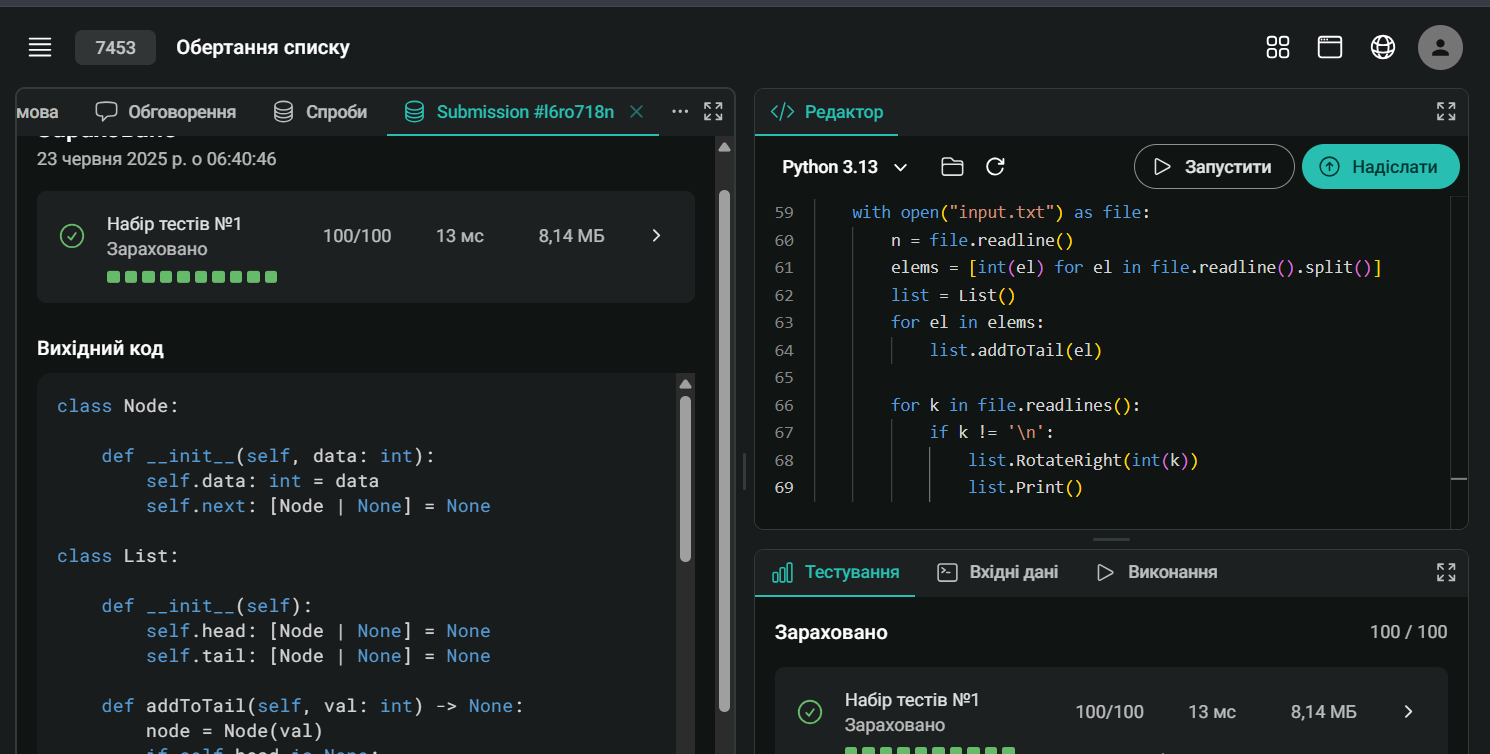 7453
Обертання списку
мова
Обговорення
Спроби
Submission #l6ro718n
Зараховано
23 червня 2025 р. о 06:40:46
Набір тестів №1
Зараховано
100/100
13 мс
8,14 МБ
Вихідний код
class Node:
def __init__(self, data: int):
self.data: int = data
self.next: [Node | None] = None
class List:
def __init__(self):
self.head: [Node | None] = None
self.tail: [Node | None] = None
def addToTail(self, val: int) -> None:
node = Node(val)
if self.head is None:
Редактор
Python 3.13
Запустити
Надіслати
59 with open("input.txt") as file:
60 n = file.readline()
61 elems = [int(el) for el in file.readline().split()]
62 list = List()
63 for el in elems:
64 list.addToTail(el)
65
66 for k in file.readlines():
67 if k != '\n':
68 list.RotateRight(int(k))
69 list.Print()
Тестування
Вхідні дані
Виконання
Зараховано
100 / 100
Набір тестів №1
Зараховано
100/100
13 мс
8,14 МБ